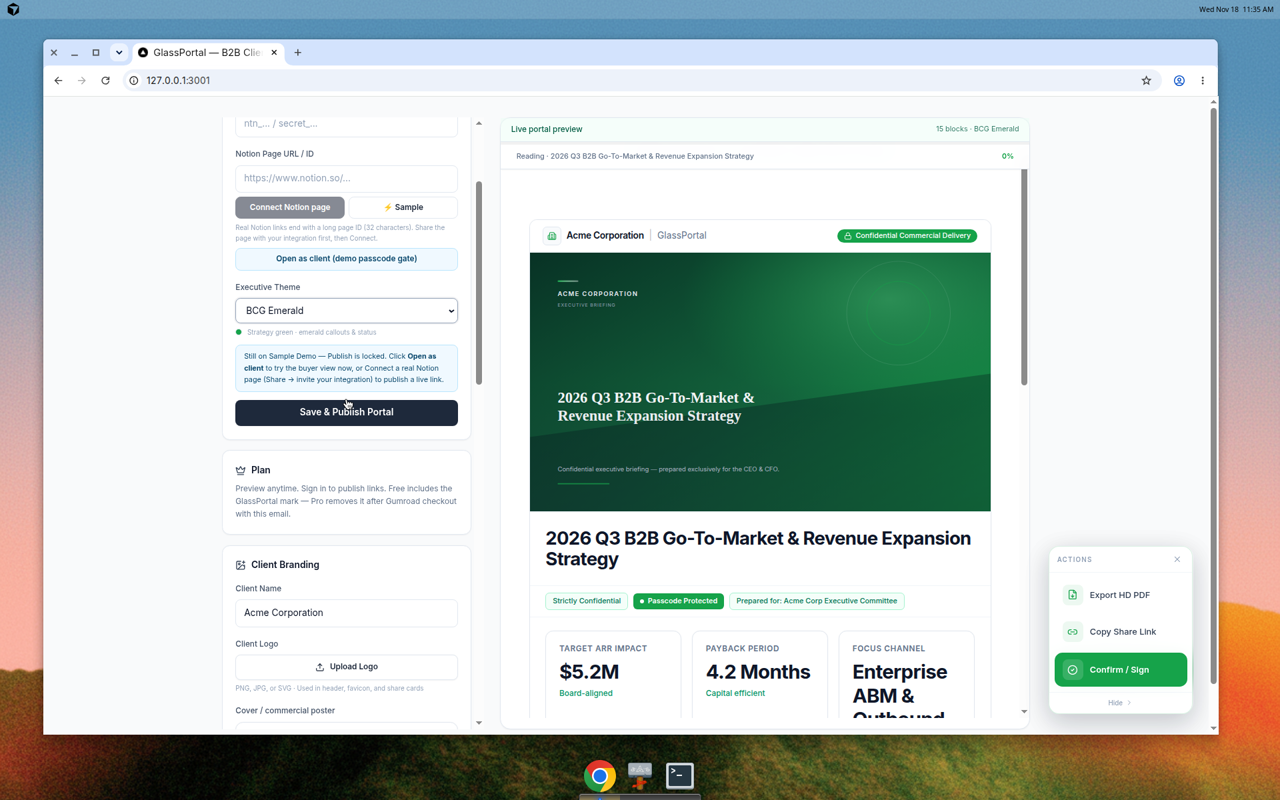 Wed Nov 18 11:35 AM
GlassPortal — B2B Clie
127.0.0.1:3001
ntn_... / secret_...
Notion Page URL / ID
https://www.notion.so/...
Connect Notion page
⚡ Sample
Real Notion links end with a long page ID (32 characters). Share the
page with your integration first, then Connect.
Open as client (demo passcode gate)
Executive Theme
BCG Emerald
Strategy green · emerald callouts & status
Still on Sample Demo — Publish is locked. Click Open as
client to try the buyer view now, or Connect a real Notion
page (Share → invite your integration) to publish a live link.
Save & Publish Portal
Plan
Preview anytime. Sign in to publish links. Free includes the
GlassPortal mark — Pro removes it after Gumroad checkout
with this email.
Client Branding
Client Name
Acme Corporation
Client Logo
Upload Logo
PNG, JPG, or SVG · Used in header, favicon, and share cards
Cover / commercial poster
Live portal preview
15 blocks · BCG Emerald
Reading · 2026 Q3 B2B Go-To-Market & Revenue Expansion Strategy
0%
Acme Corporation | GlassPortal
Confidential Commercial Delivery
ACME CORPORATION
EXECUTIVE BRIEFING
2026 Q3 B2B Go-To-Market &
Revenue Expansion Strategy
Confidential executive briefing — prepared exclusively for the CEO & CFO.
2026 Q3 B2B Go-To-Market & Revenue Expansion
Strategy
Strictly Confidential
Passcode Protected
Prepared for: Acme Corp Executive Committee
TARGET ARR IMPACT
$5.2M
Board-aligned
PAYBACK PERIOD
4.2 Months
Capital efficient
FOCUS CHANNEL
Enterprise
ABM &
Outbound
ACTIONS
Export HD PDF
Copy Share Link
Confirm / Sign
Hide